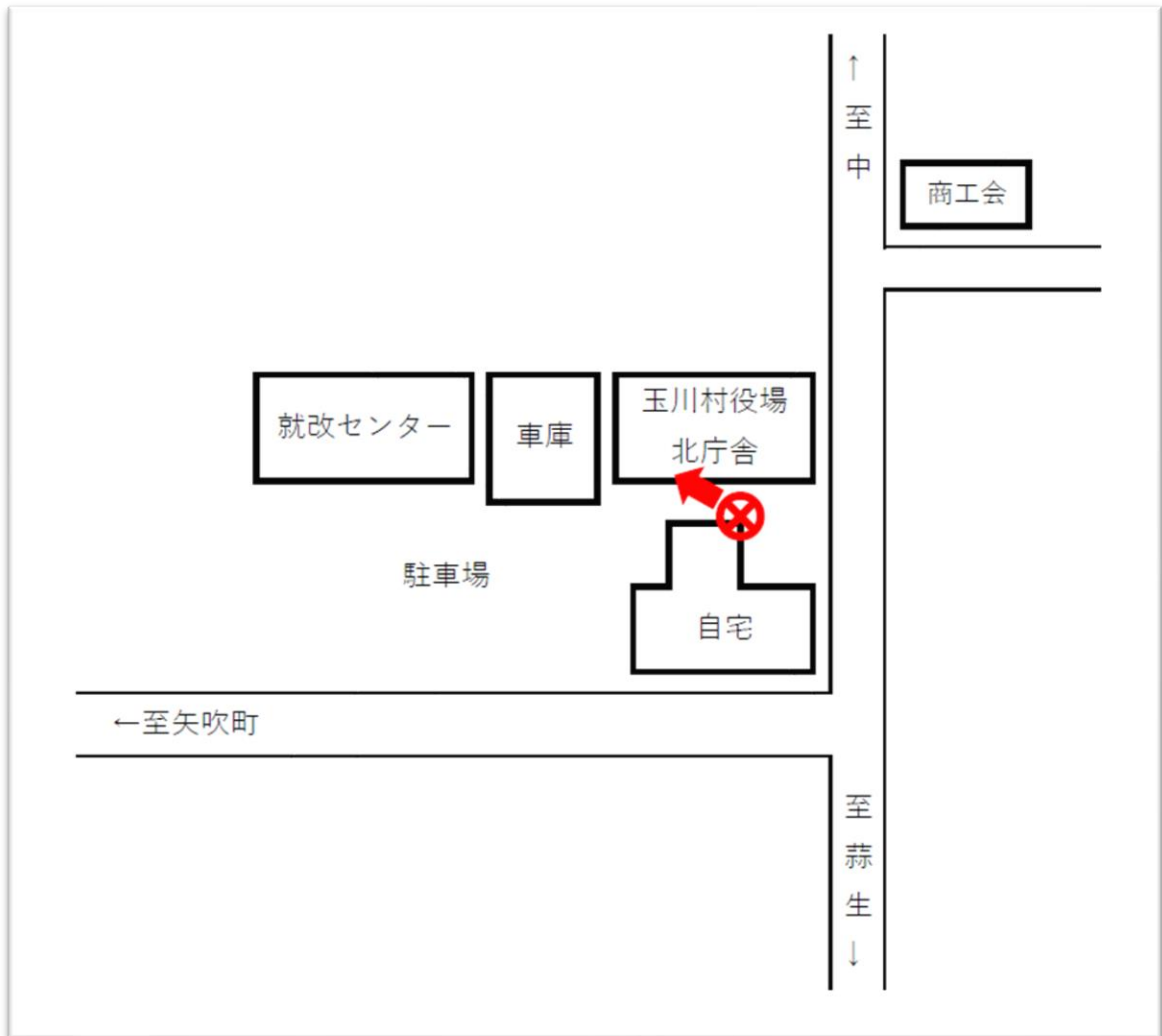 ↑至中
商工会
玉川村役場
北庁舎
就改センター
車庫
駐車場
自宅
←至矢吹町
至蒜生↓